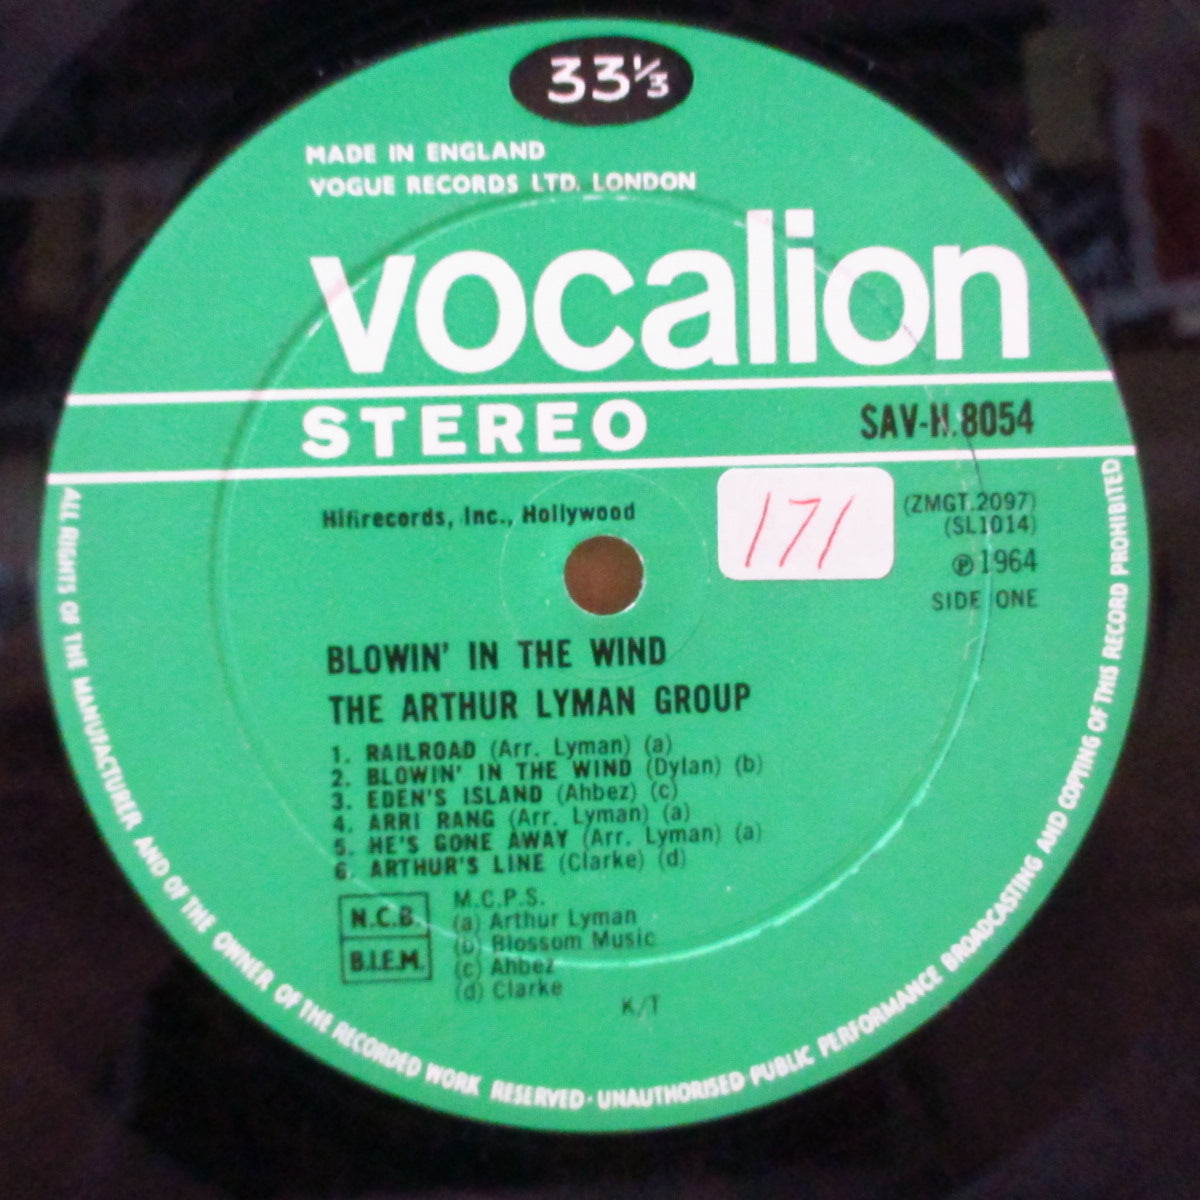 33⅓
MADE IN ENGLAND
VOGUE RECORDS LTD. LONDON
vocalion
STEREO
SAV-N.8054
171
Hifirecords, Inc., Hollywood
(ZMGT.2097)
(SL1014)
℗ 1964
SIDE ONE
BLOWIN' IN THE WIND
THE ARTHUR LYMAN GROUP
1. RAILROAD (Arr. Lyman) (a)
2. BLOWIN' IN THE WIND (Dylan) (b)
3. EDEN'S ISLAND (Ahbez) (c)
4. ARRI RANG (Arr. Lyman) (a)
5. HE'S GONE AWAY (Arr. Lyman) (a)
6. ARTHUR'S LINE (Clarke) (d)
N.C.B.
B.I.E.M.
M.C.P.S.
(a) Arthur Lyman
(b) Blossom Music
(c) Ahbez
(d) Clarke
K/T
ALL RIGHTS OF THE MANUFACTURER AND OF THE OWNER OF THE RECORDED WORK RESERVED · UNAUTHORISED PUBLIC PERFORMANCE BROADCASTING AND COPYING OF THIS RECORD PROHIBITED